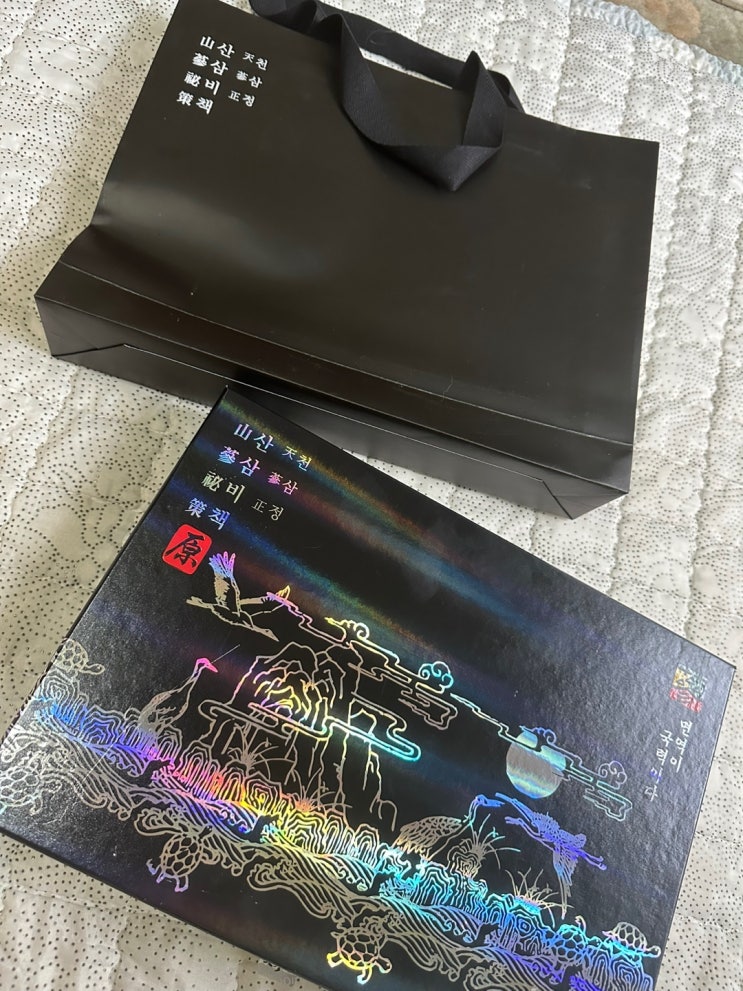 山산 天천
蔘삼 蔘삼
祕비 正정
策책
山산 天천
蔘삼 蔘삼
祕비 正정
策책
原
면역이
국력이다